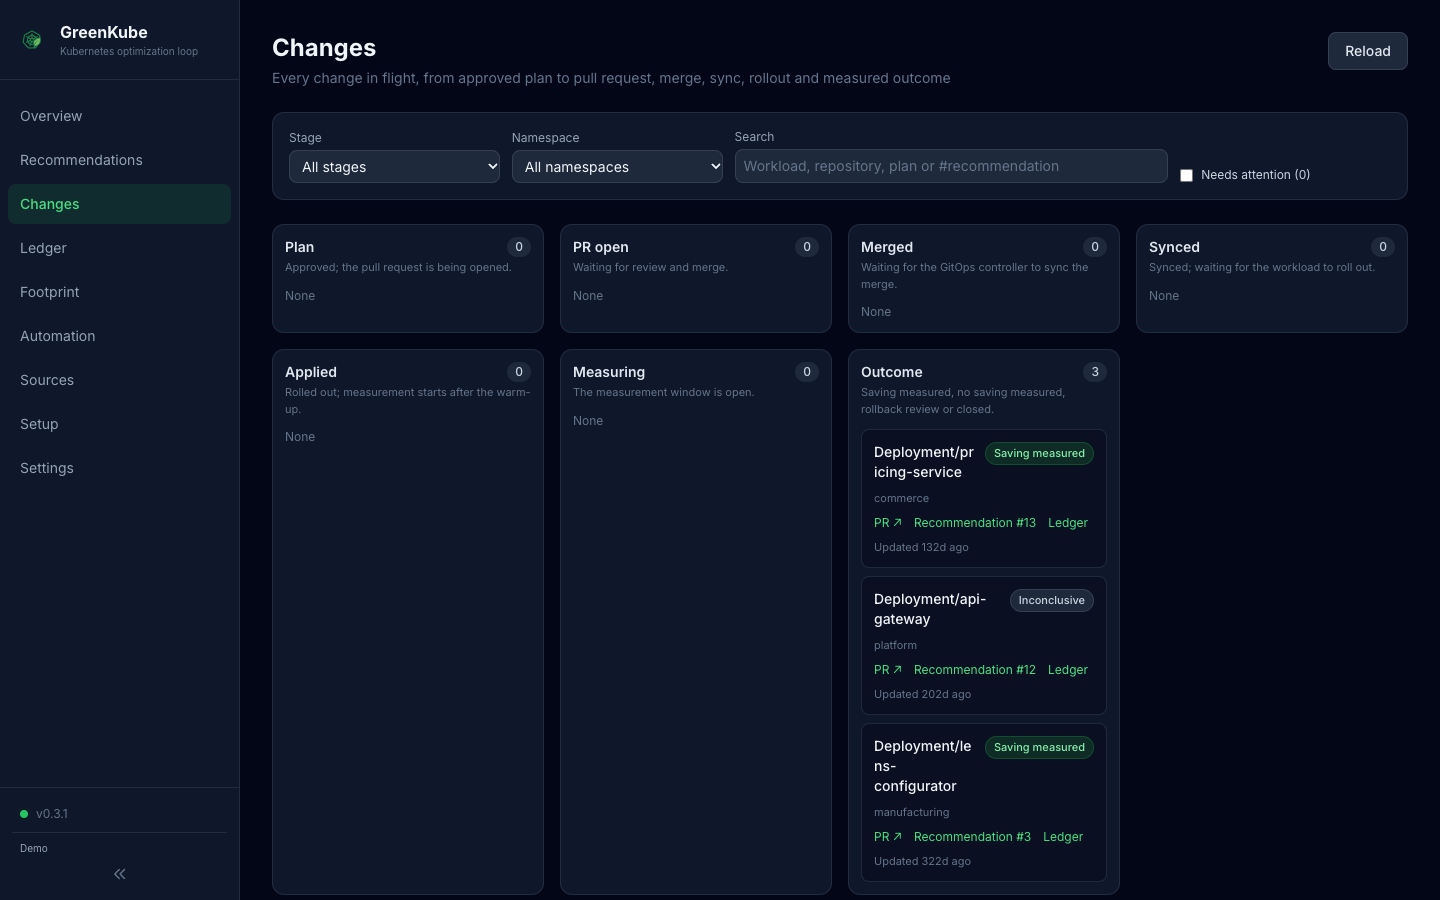 GreenKube
Kubernetes optimization loop
Overview
Recommendations
Changes
Ledger
Footprint
Automation
Sources
Setup
Settings
v0.3.1
Demo
Changes
Every change in flight, from approved plan to pull request, merge, sync, rollout and measured outcome
Reload
Stage
All stages
Namespace
All namespaces
Search
Workload, repository, plan or #recommendation
Needs attention (0)
Plan
0
Approved; the pull request is being opened.
None
PR open
0
Waiting for review and merge.
None
Merged
0
Waiting for the GitOps controller to sync the
merge.
None
Synced
0
Synced; waiting for the workload to roll out.
None
Applied
0
Rolled out; measurement starts after the warm-
up.
None
Measuring
0
The measurement window is open.
None
Outcome
3
Saving measured, no saving measured,
rollback review or closed.
Deployment/pr
icing-service
Saving measured
commerce
PR ↗ Recommendation #13 Ledger
Updated 132d ago
Deployment/api-
gateway
Inconclusive
platform
PR ↗ Recommendation #12 Ledger
Updated 202d ago
Deployment/le
ns-
configurator
Saving measured
manufacturing
PR ↗ Recommendation #3 Ledger
Updated 322d ago